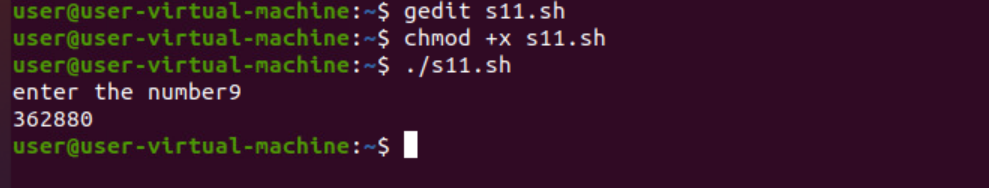 user@user-virtual-machine:~$ gedit s11.sh
user@user-virtual-machine:~$ chmod +x s11.sh
user@user-virtual-machine:~$ ./s11.sh
enter the number9
362880
user@user-virtual-machine:~$